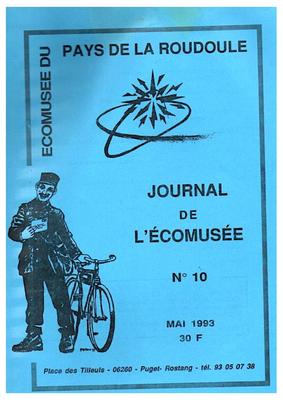 ECOMUSEE DU
PAYS DE LA ROUDOULE
JOURNAL
DE
L'ÉCOMUSÉE
N° 10
MAI 1993
30 F
Place des Tilleuls - 06260 - Puget-Rostang - tél. 93 05 07 38